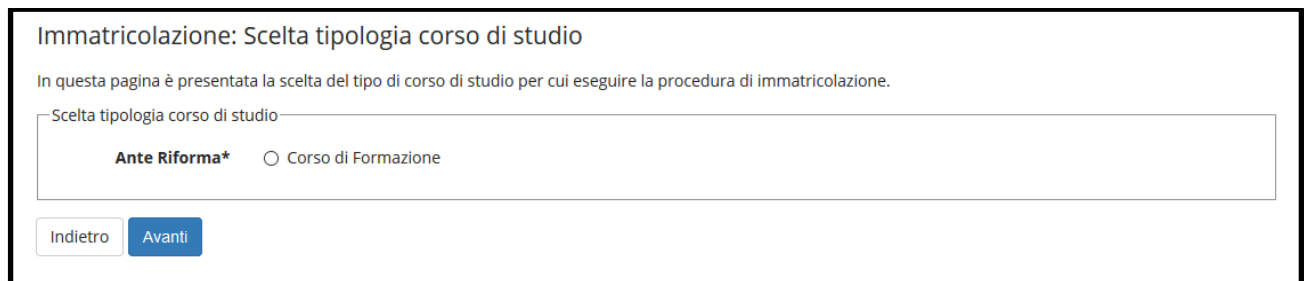 Immatricolazione: Scelta tipologia corso di studio
In questa pagina è presentata la scelta del tipo di corso di studio per cui eseguire la procedura di immatricolazione.
Scelta tipologia corso di studio
Ante Riforma* Corso di Formazione
Indietro Avanti